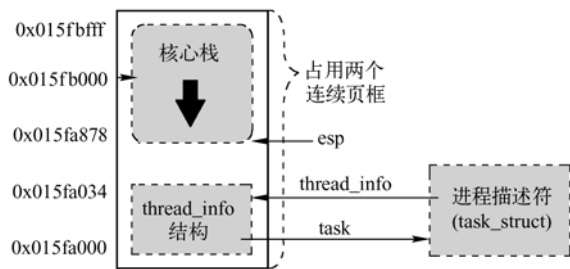 0x015fbfff
0x015fb000
0x015fa878
0x015fa034
0x015fa000
核心栈
占用两个
连续页框
esp
thread_info
结构
thread_info
task
进程描述符
(task_struct)